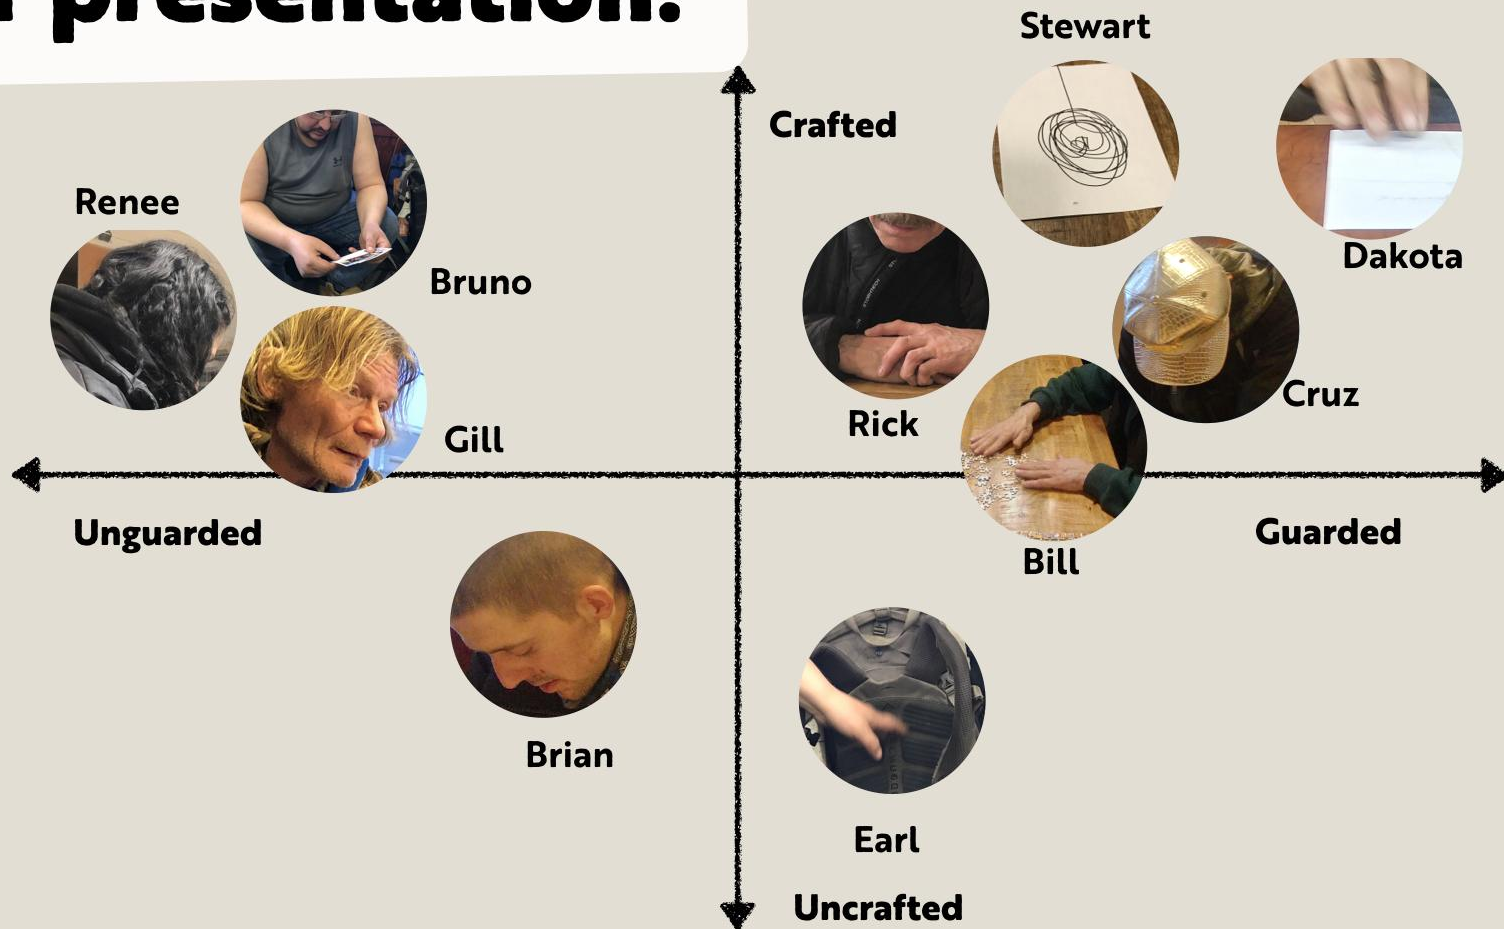 presentation.
Stewart
Crafted
Renee
Bruno
Dakota
Cruz
Rick
Gill
Unguarded
Guarded
Bill
Brian
Earl
Uncrafted